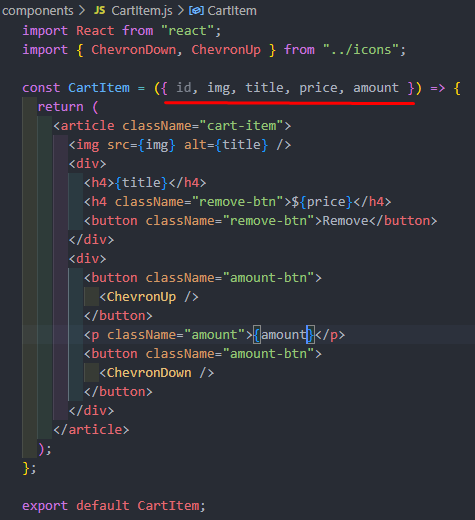 components > JS CartItem.js > CartItem
import React from "react";
import { ChevronDown, ChevronUp } from "../icons";
const CartItem = ({ id, img, title, price, amount }) => {
return (
<article className="cart-item">
<img src={img} alt={title} />
<div>
<h4>{title}</h4>
<h4 className="remove-btn">${price}</h4>
<button className="remove-btn">Remove</button>
</div>
<div>
<button className="amount-btn">
<ChevronUp />
</button>
<p className="amount">{amount}</p>
<button className="amount-btn">
<ChevronDown />
</button>
</div>
</article>
);
};
export default CartItem;